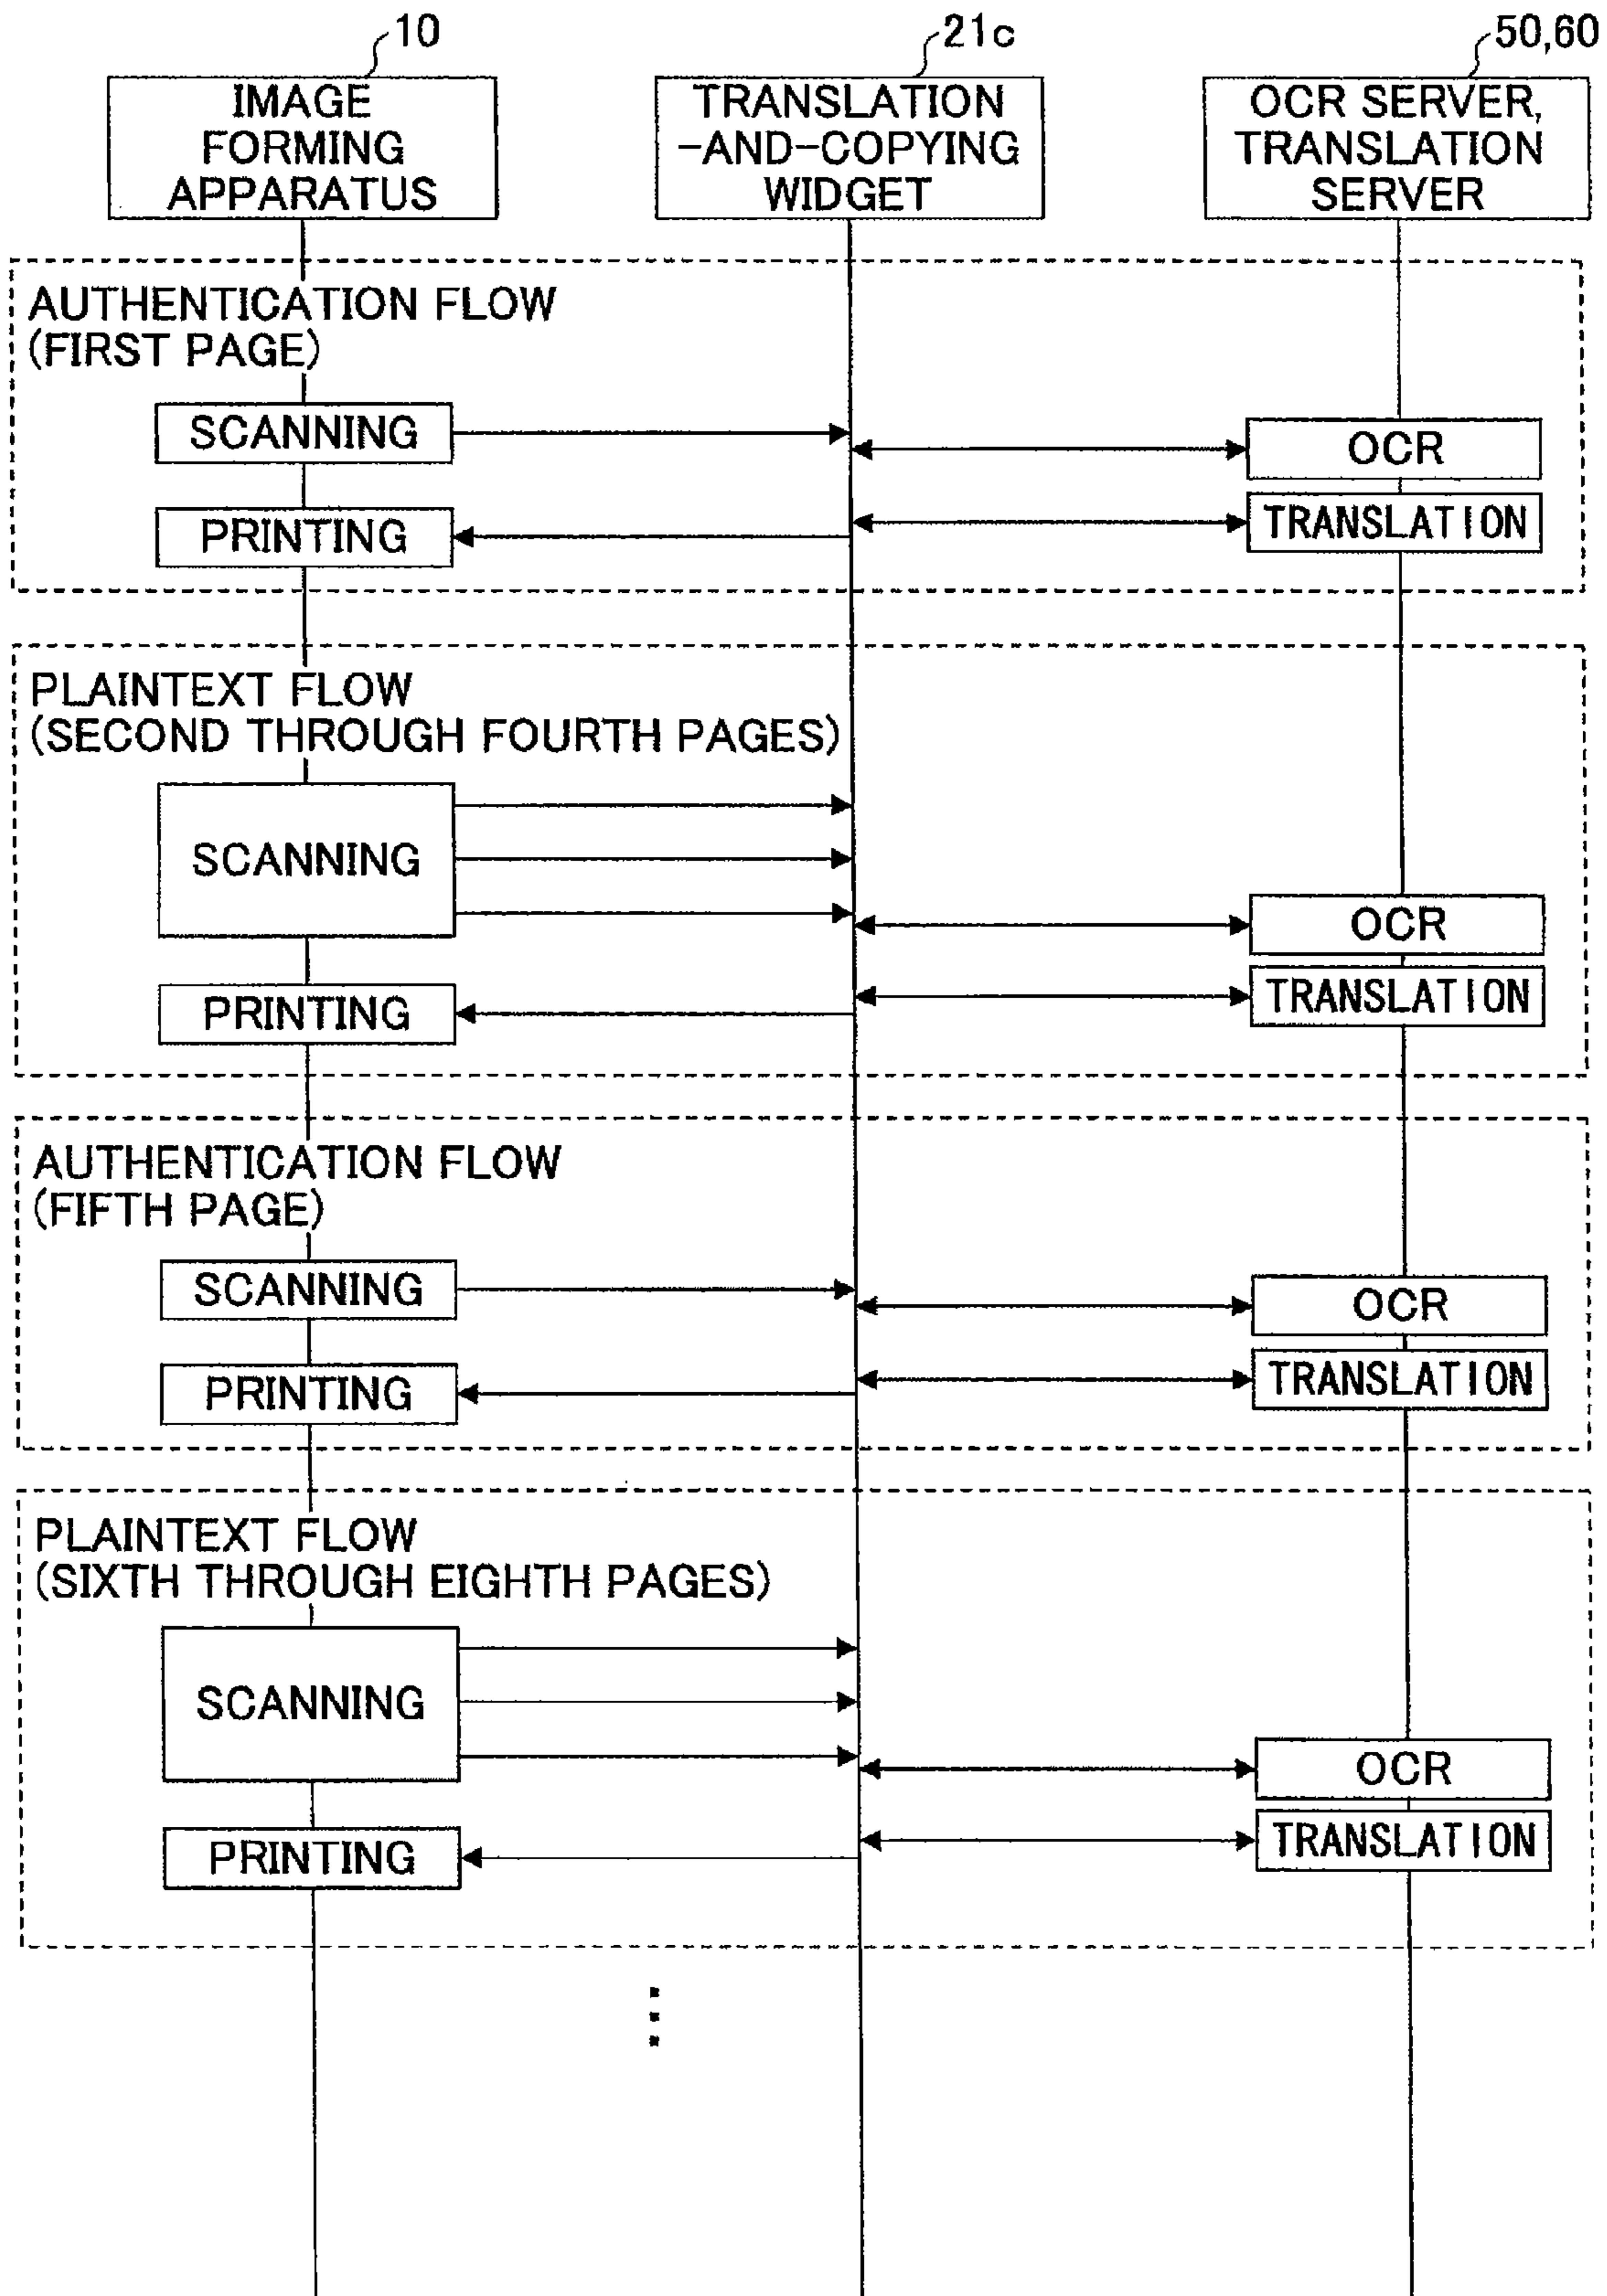 10
21c
50,60
IMAGE
FORMING
APPARATUS
TRANSLATION
-AND-COPYING
WIDGET
OCR SERVER,
TRANSLATION
SERVER
AUTHENTICATION FLOW
(FIRST PAGE)
SCANNING
OCR
TRANSLATION
PRINTING
PLAINTEXT FLOW
(SECOND THROUGH FOURTH PAGES)
SCANNING
OCR
TRANSLATION
PRINTING
AUTHENTICATION FLOW
(FIFTH PAGE)
SCANNING
OCR
TRANSLATION
PRINTING
PLAINTEXT FLOW
(SIXTH THROUGH EIGHTH PAGES)
SCANNING
OCR
TRANSLATION
PRINTING